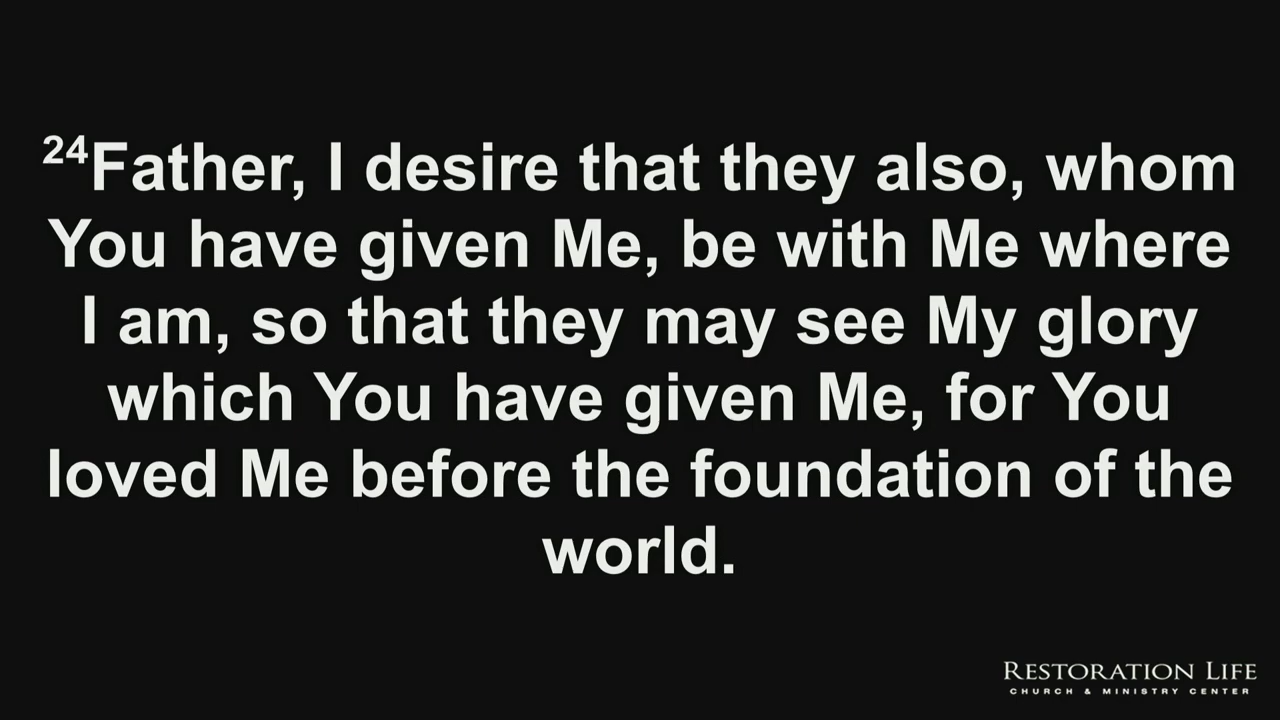 24Father, I desire that they also, whom
You have given Me, be with Me where
I am, so that they may see My glory
which You have given Me, for You
loved Me before the foundation of the
world.
RESTORATION LIFE
CHURCH & MINISTRY CENTER